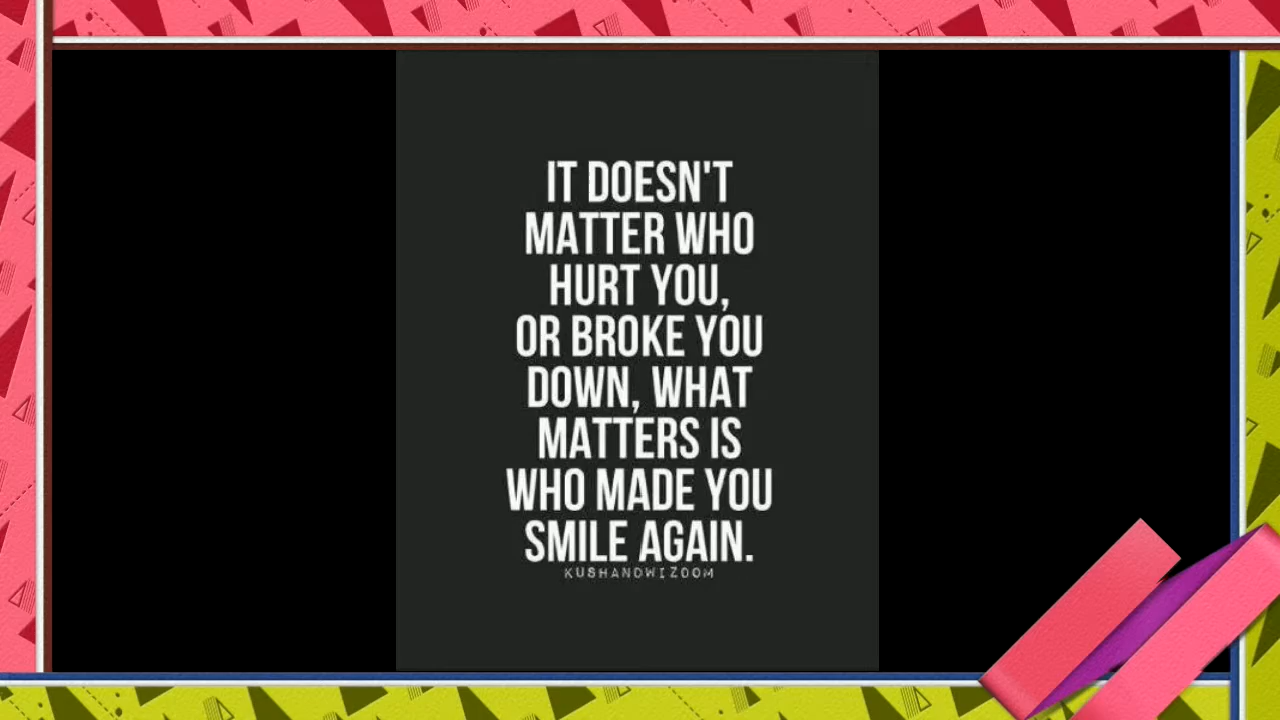 IT DOESN'T
MATTER WHO
HURT YOU,
OR BROKE YOU
DOWN, WHAT
MATTERS IS
WHO MADE YOU
SMILE AGAIN.
KUSHANDWIZDOM